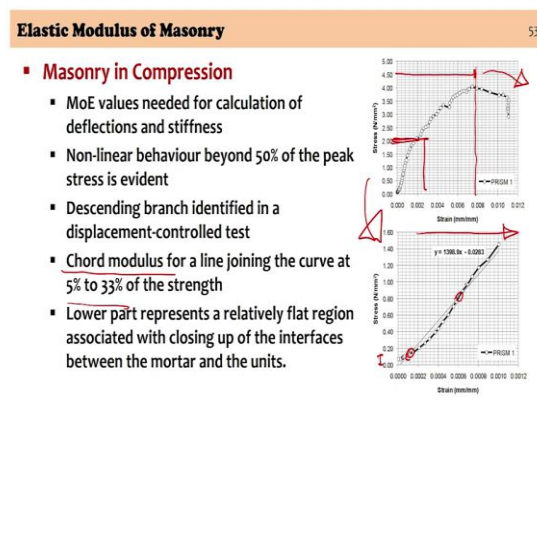 Elastic Modulus of Masonry
53
Masonry in Compression
MoE values needed for calculation of
deflections and stiffness
Non-linear behaviour beyond 50% of the peak
stress is evident
Descending branch identified in a
displacement-controlled test
Chord modulus for a line joining the curve at
5% to 33% of the strength
Lower part represents a relatively flat region
associated with closing up of the interfaces
between the mortar and the units.
5.00
4.50
4.00
3.50
3.00
2.50
2.00
1.50
1.00
0.50
0.00
Stress (N/mm²)
PRISM 1
0.000 0.002 0.004 0.006 0.008 0.010 0.012
Strain (mm/mm)
1.60
1.40
1.20
1.00
0.80
0.60
0.40
0.20
0.00
Stress (N/mm²)
PRISM 1
0.0000 0.0002 0.0004 0.0006 0.0008 0.0010 0.0012
Strain (mm/mm)